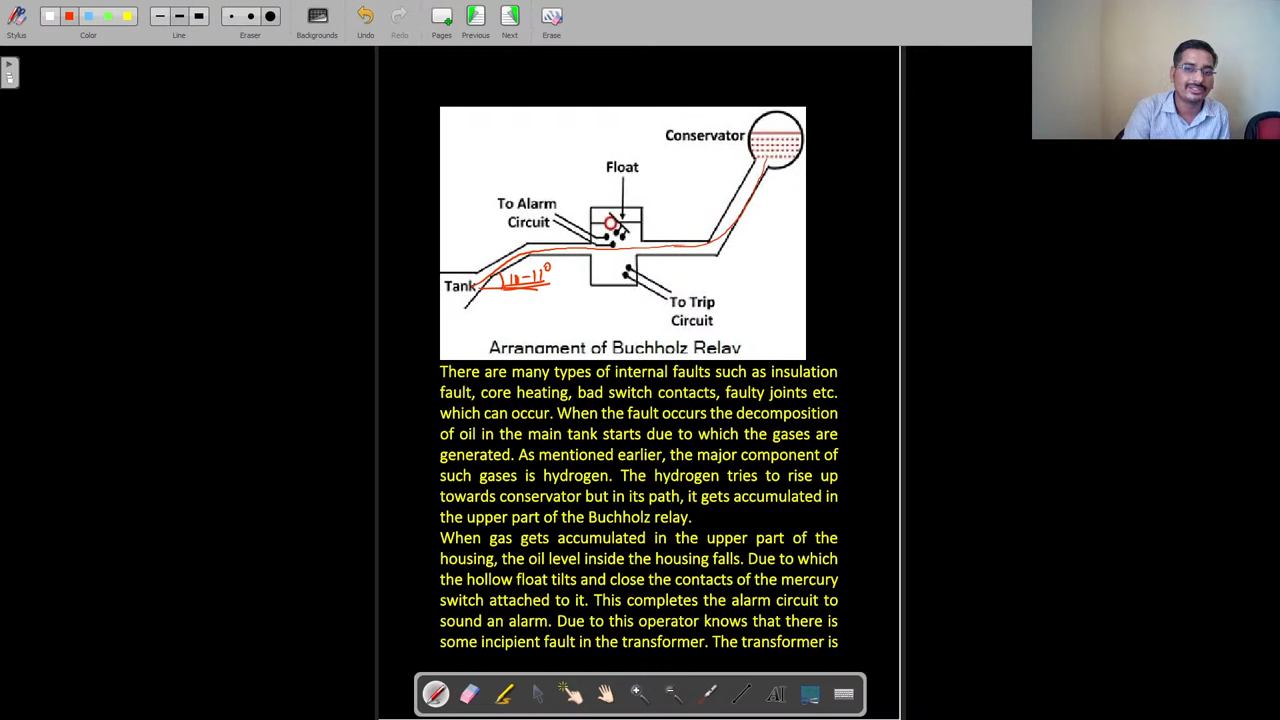 Stylus
Color
Line
Eraser
Backgrounds
Undo
Redo
Pages
Previous
Next
Erase
Conservator
Float
To Alarm
Circuit
10-11°
Tank
To Trip
Circuit
Arrangment of Buchholz Relay
There are many types of internal faults such as insulation
fault, core heating, bad switch contacts, faulty joints etc.
which can occur. When the fault occurs the decomposition
of oil in the main tank starts due to which the gases are
generated. As mentioned earlier, the major component of
such gases is hydrogen. The hydrogen tries to rise up
towards conservator but in its path, it gets accumulated in
the upper part of the Buchholz relay.
When gas gets accumulated in the upper part of the
housing, the oil level inside the housing falls. Due to which
the hollow float tilts and close the contacts of the mercury
switch attached to it. This completes the alarm circuit to
sound an alarm. Due to this operator knows that there is
some incipient fault in the transformer. The transformer is
AI